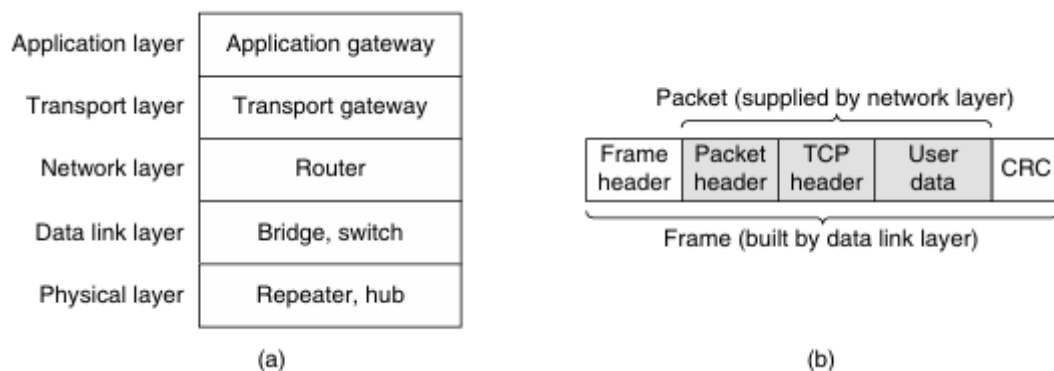 Application layer Application gateway
Transport layer Transport gateway
Network layer Router
Data link layer Bridge, switch
Physical layer Repeater, hub
(a)
Packet (supplied by network layer)
Frame Packet TCP User CRC
header header header data
Frame (built by data link layer)
(b)